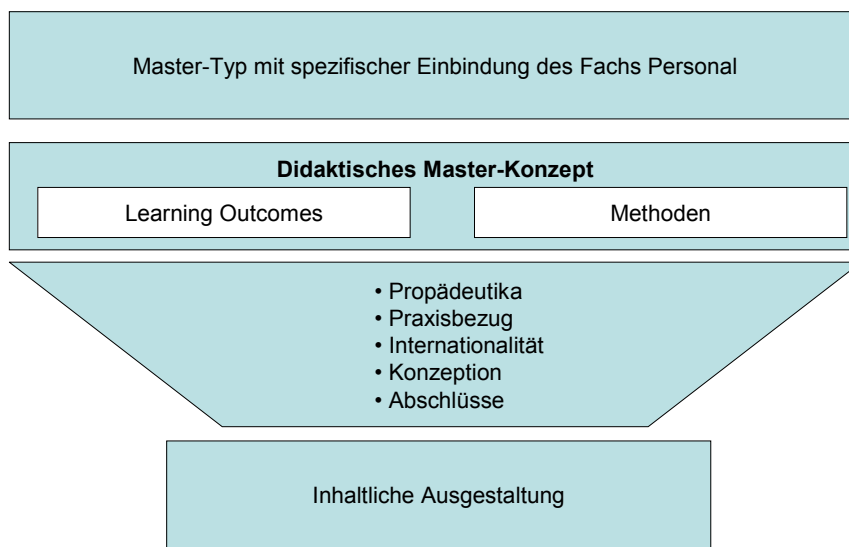 Master-Typ mit spezifischer Einbindung des Fachs Personal
Didaktisches Master-Konzept
Learning Outcomes
Methoden
• Propädeutika
• Praxisbezug
• Internationalität
• Konzeption
• Abschlüsse
Inhaltliche Ausgestaltung